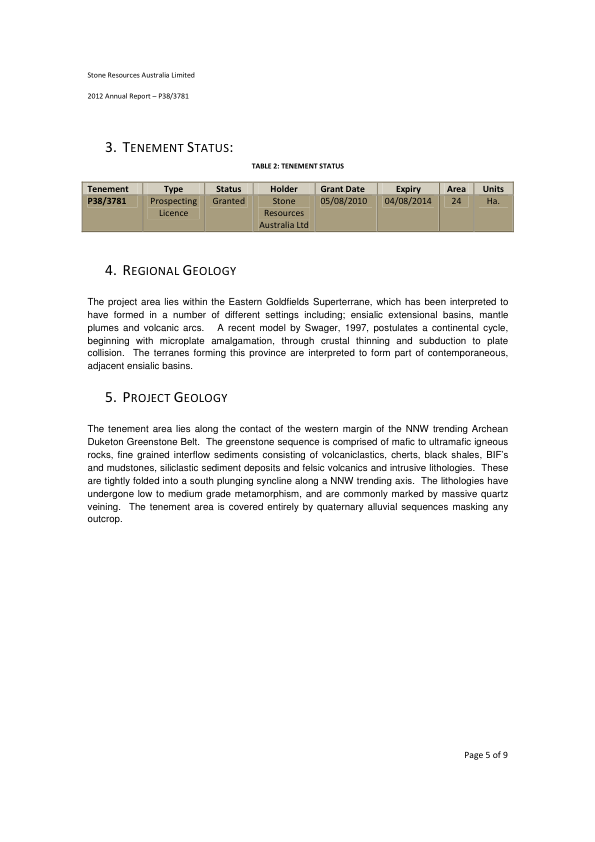 Stone Resources Australia Limited
2012 Annual Report – P38/3781
3. TENEMENT STATUS:
TABLE 2: TENEMENT STATUS
Tenement Type Status Holder Grant Date Expiry Area Units
P38/3781 Prospecting Granted Stone 05/08/2010 04/08/2014 24 Ha.
Licence Resources
Australia Ltd
4. REGIONAL GEOLOGY
The project area lies within the Eastern Goldfields Superterrane, which has been interpreted to
have formed in a number of different settings including; ensialic extensional basins, mantle
plumes and volcanic arcs. A recent model by Swager, 1997, postulates a continental cycle,
beginning with microplate amalgamation, through crustal thinning and subduction to plate
collision. The terranes forming this province are interpreted to form part of contemporaneous,
adjacent ensialic basins.
5. PROJECT GEOLOGY
The tenement area lies along the contact of the western margin of the NNW trending Archean
Duketon Greenstone Belt. The greenstone sequence is comprised of mafic to ultramafic igneous
rocks, fine grained interflow sediments consisting of volcaniclastics, cherts, black shales, BIF's
and mudstones, siliclastic sediment deposits and felsic volcanics and intrusive lithologies. These
are tightly folded into a south plunging syncline along a NNW trending axis. The lithologies have
undergone low to medium grade metamorphism, and are commonly marked by massive quartz
veining. The tenement area is covered entirely by quaternary alluvial sequences masking any
outcrop.
Page 5 of 9